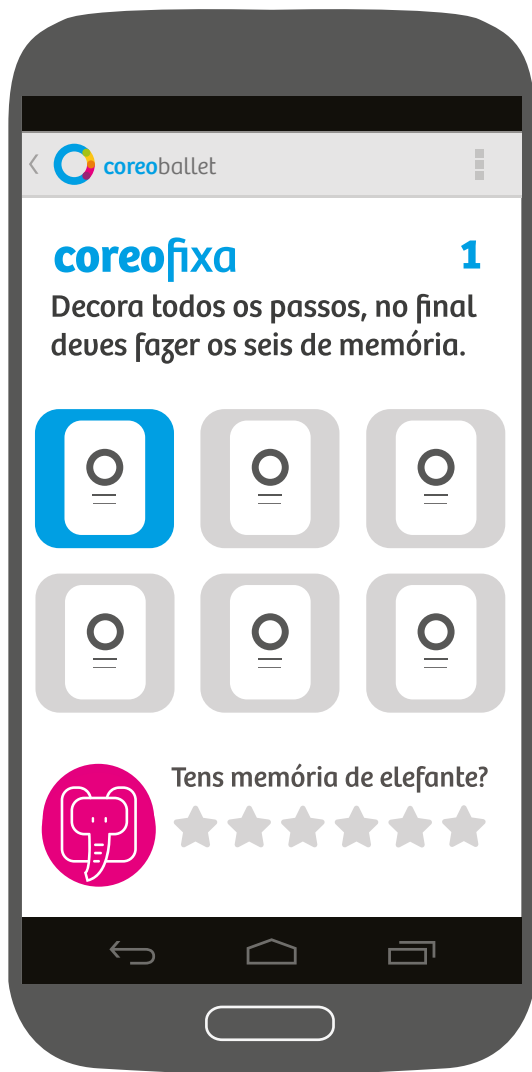 coreoballet
coreofixa 1
Decora todos os passos, no final
deves fazer os seis de memória.
Tens memória de elefante?